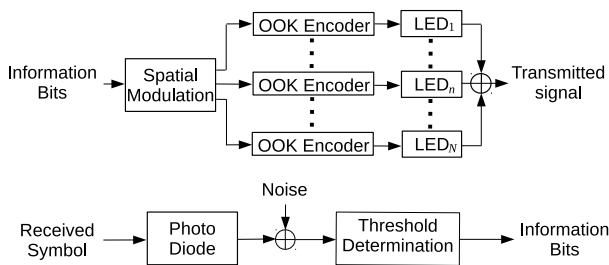 Information
Bits
Spatial
Modulation
OOK Encoder
LED1
OOK Encoder
LEDn
OOK Encoder
LEDN
Transmitted
signal
Noise
Received
Symbol
Photo
Diode
Threshold
Determination
Information
Bits